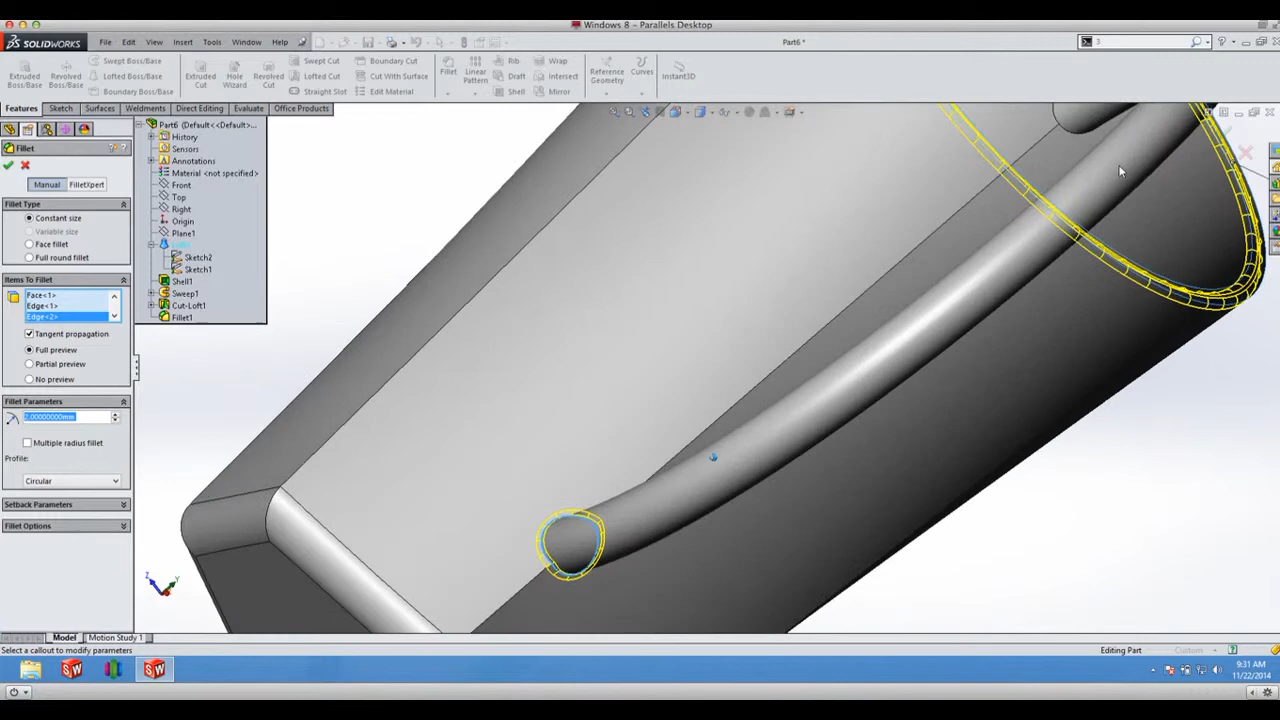 Windows 8 - Parallels Desktop
SOLIDWORKS File Edit View Insert Tools Window Help Part6 * 3
Extruded Boss/Base Revolved Boss/Base Swept Boss/Base Lofted Boss/Base Boundary Boss/Base Extruded Cut Hole Wizard Revolved Cut Swept Cut Lofted Cut Straight Slot Boundary Cut Cut With Surface Edit Material Fillet Linear Pattern Rib Draft Shell Wrap Intersect Mirror Reference Geometry Curves Instant3D
Features Sketch Surfaces Weldments Direct Editing Evaluate Office Products
Fillet
Manual FilletXpert
Fillet Type
Constant size
Variable size
Face fillet
Full round fillet
Items To Fillet
Face<1>
Edge<1>
Edge<2>
Tangent propagation
Full preview
Partial preview
No preview
Fillet Parameters
2.00000000mm
Multiple radius fillet
Profile:
Circular
Setback Parameters
Fillet Options
Part6 (Default<<Default>...
History
Sensors
Annotations
Material <not specified>
Front
Top
Right
Origin
Plane1
Sketch2
Sketch1
Shell1
Sweep1
Cut-Loft1
Fillet1
Z Y
Model Motion Study 1
Select a callout to modify parameters Editing Part Custom
SW SW
9:31 AM
11/22/2014